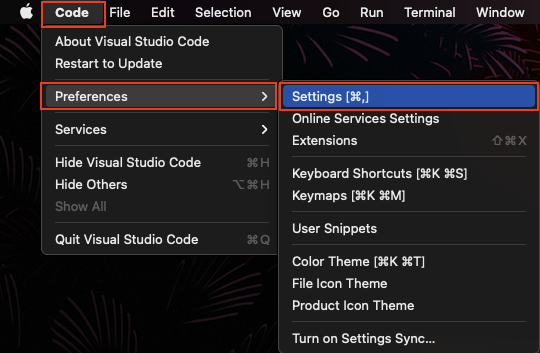 Code File Edit Selection View Go Run Terminal Window
About Visual Studio Code
Restart to Update
Preferences
Services
Hide Visual Studio Code ⌘H
Hide Others ⌥⌘H
Show All
Quit Visual Studio Code ⌘Q
Settings [⌘,]
Online Services Settings
Extensions ⇧⌘X
Keyboard Shortcuts [⌘K ⌘S]
Keymaps [⌘K ⌘M]
User Snippets
Color Theme [⌘K ⌘T]
File Icon Theme
Product Icon Theme
Turn on Settings Sync...